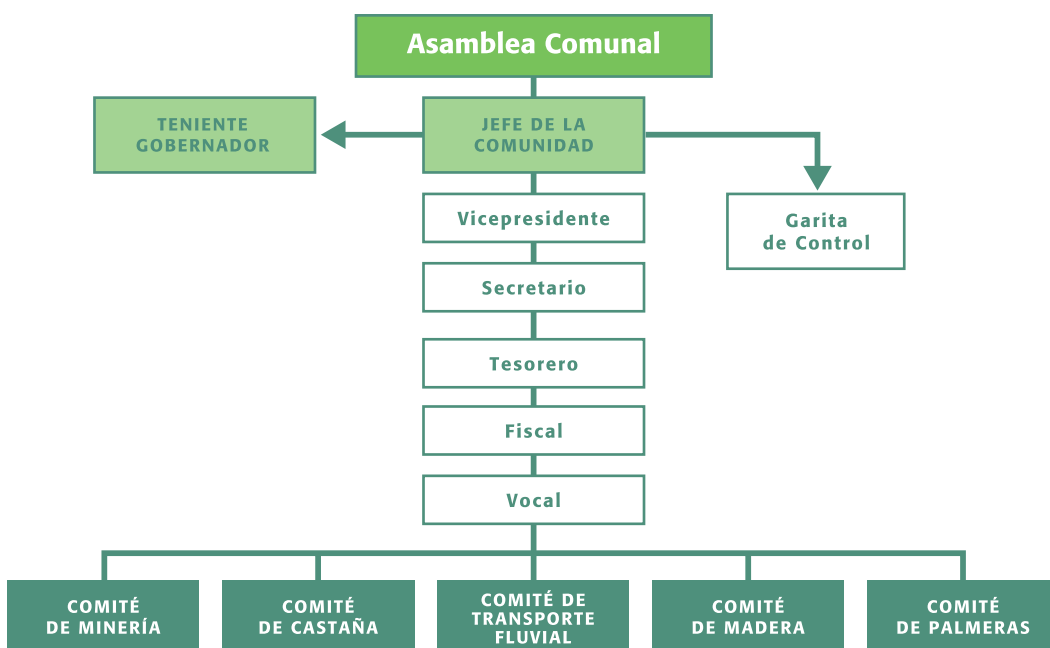 Asamblea Comunal
TENIENTE
GOBERNADOR
JEFE DE LA
COMUNIDAD
Vicepresidente
Garita
de Control
Secretario
Tesorero
Fiscal
Vocal
COMITÉ
DE MINERÍA
COMITÉ
DE CASTAÑA
COMITÉ DE
TRANSPORTE
FLUVIAL
COMITÉ
DE MADERA
COMITÉ
DE PALMERAS